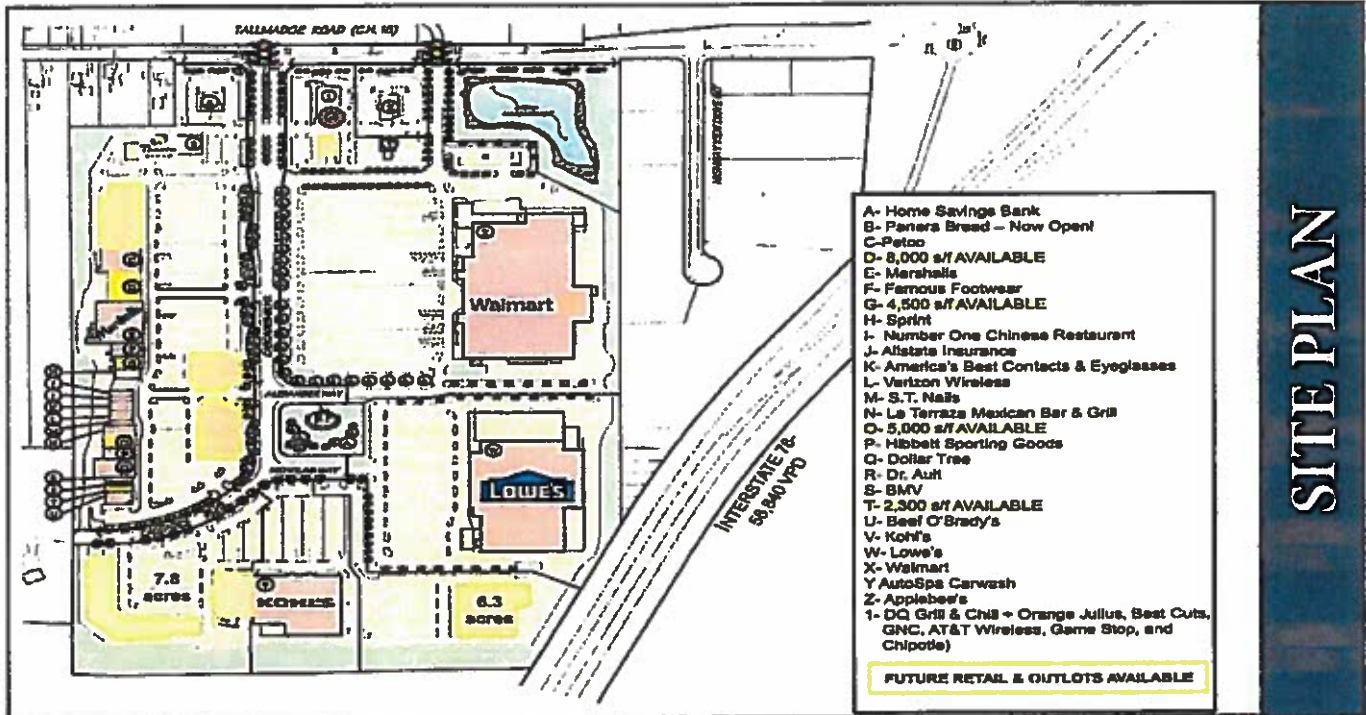 TALLMADGE ROAD (C.H. 18)
Walmart
LOWE'S
KOHL'S
7.8
acres
6.3
acres
INTERSTATE 76-
58,840 VPD
A- Home Savings Bank
B- Panera Bread – Now Open!
C-Petco
D- 8,000 s/f AVAILABLE
E- Marshalls
F- Famous Footwear
G- 4,500 s/f AVAILABLE
H- Sprint
I- Number One Chinese Restaurant
J- Allstate Insurance
K- America's Best Contacts & Eyeglasses
L- Verizon Wireless
M- S.T. Nails
N- La Terraza Mexican Bar & Grill
O- 5,000 s/f AVAILABLE
P- Hibbett Sporting Goods
Q- Dollar Tree
R- Dr. Ault
S- BMV
T- 2,300 s/f AVAILABLE
U- Beef O'Brady's
V- Kohl's
W- Lowe's
X- Walmart
Y AutoSpa Carwash
Z- Applebee's
1- DQ Grill & Chill + Orange Julius, Best Cuts,
GNC, AT&T Wireless, Game Stop, and
Chipotle)
FUTURE RETAIL & OUTLOTS AVAILABLE
SITE PLAN